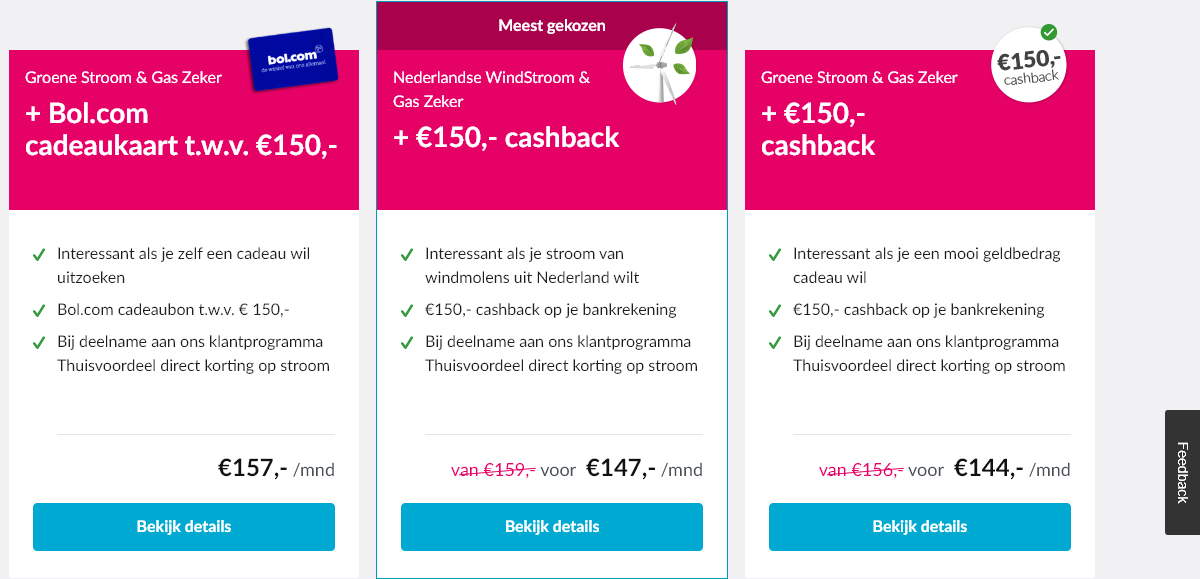 bol.com
de winkel van ons allemaal
Groene Stroom & Gas Zeker
+ Bol.com
cadeaukaart t.w.v. €150,-
Interessant als je zelf een cadeau wil
uitzoeken
Bol.com cadeaubon t.w.v. € 150,-
Bij deelname aan ons klantprogramma
Thuisvoordeel direct korting op stroom
€157,- /mnd
Bekijk details
Meest gekozen
Nederlandse WindStroom &
Gas Zeker
+ €150,- cashback
Interessant als je stroom van
windmolens uit Nederland wilt
€150,- cashback op je bankrekening
Bij deelname aan ons klantprogramma
Thuisvoordeel direct korting op stroom
van €159,- voor €147,- /mnd
Bekijk details
€150,-
cashback
Groene Stroom & Gas Zeker
+ €150,-
cashback
Interessant als je een mooi geldbedrag
cadeau wil
€150,- cashback op je bankrekening
Bij deelname aan ons klantprogramma
Thuisvoordeel direct korting op stroom
van €156,- voor €144,- /mnd
Bekijk details
Feedback